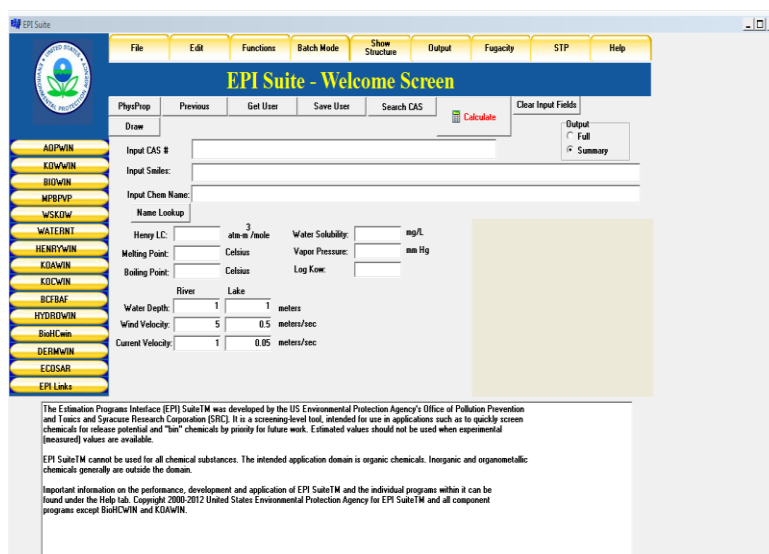 EPI Suite
File Edit Functions Batch Mode Show Structure Output Fugacity STP Help
EPI Suite - Welcome Screen
PhysProp Previous Get User Save User Search CAS Calculate Clear Input Fields
Draw
Output
Full
Summary
AOPWIN
KOWWIN
BIOWIN
MPBPVP
WSKOW
WATERNT
HENRYWIN
KOAWIN
KOCWIN
BCFBAF
HYDROWIN
BioHCwin
DERMWIN
ECOSAR
EPI Links
Input CAS #
Input Smiles:
Input Chem Name:
Name Lookup
Henry LC: atm-m3/mole Water Solubility: mg/L
Melting Point: Celsius Vapor Pressure: mm Hg
Boiling Point: Celsius Log Kow:
River Lake
Water Depth: 1 1 meters
Wind Velocity: 5 0.5 meters/sec
Current Velocity: 1 0.05 meters/sec
The Estimation Programs Interface (EPI) SuiteTM was developed by the US Environmental Protection Agency's Office of Pollution Prevention
and Toxics and Syracuse Research Corporation (SRC). It is a screening-level tool, intended for use in applications such as to quickly screen
chemicals for release potential and "bin" chemicals by priority for future work. Estimated values should not be used when experimental
(measured) values are available.
EPI SuiteTM cannot be used for all chemical substances. The intended application domain is organic chemicals. Inorganic and organometallic
chemicals generally are outside the domain.
Important information on the performance, development and application of EPI SuiteTM and the individual programs within it can be
found under the Help tab. Copyright 2000-2012 United States Environmental Protection Agency for EPI SuiteTM and all component
programs except BioHCWIN and KOAWIN.